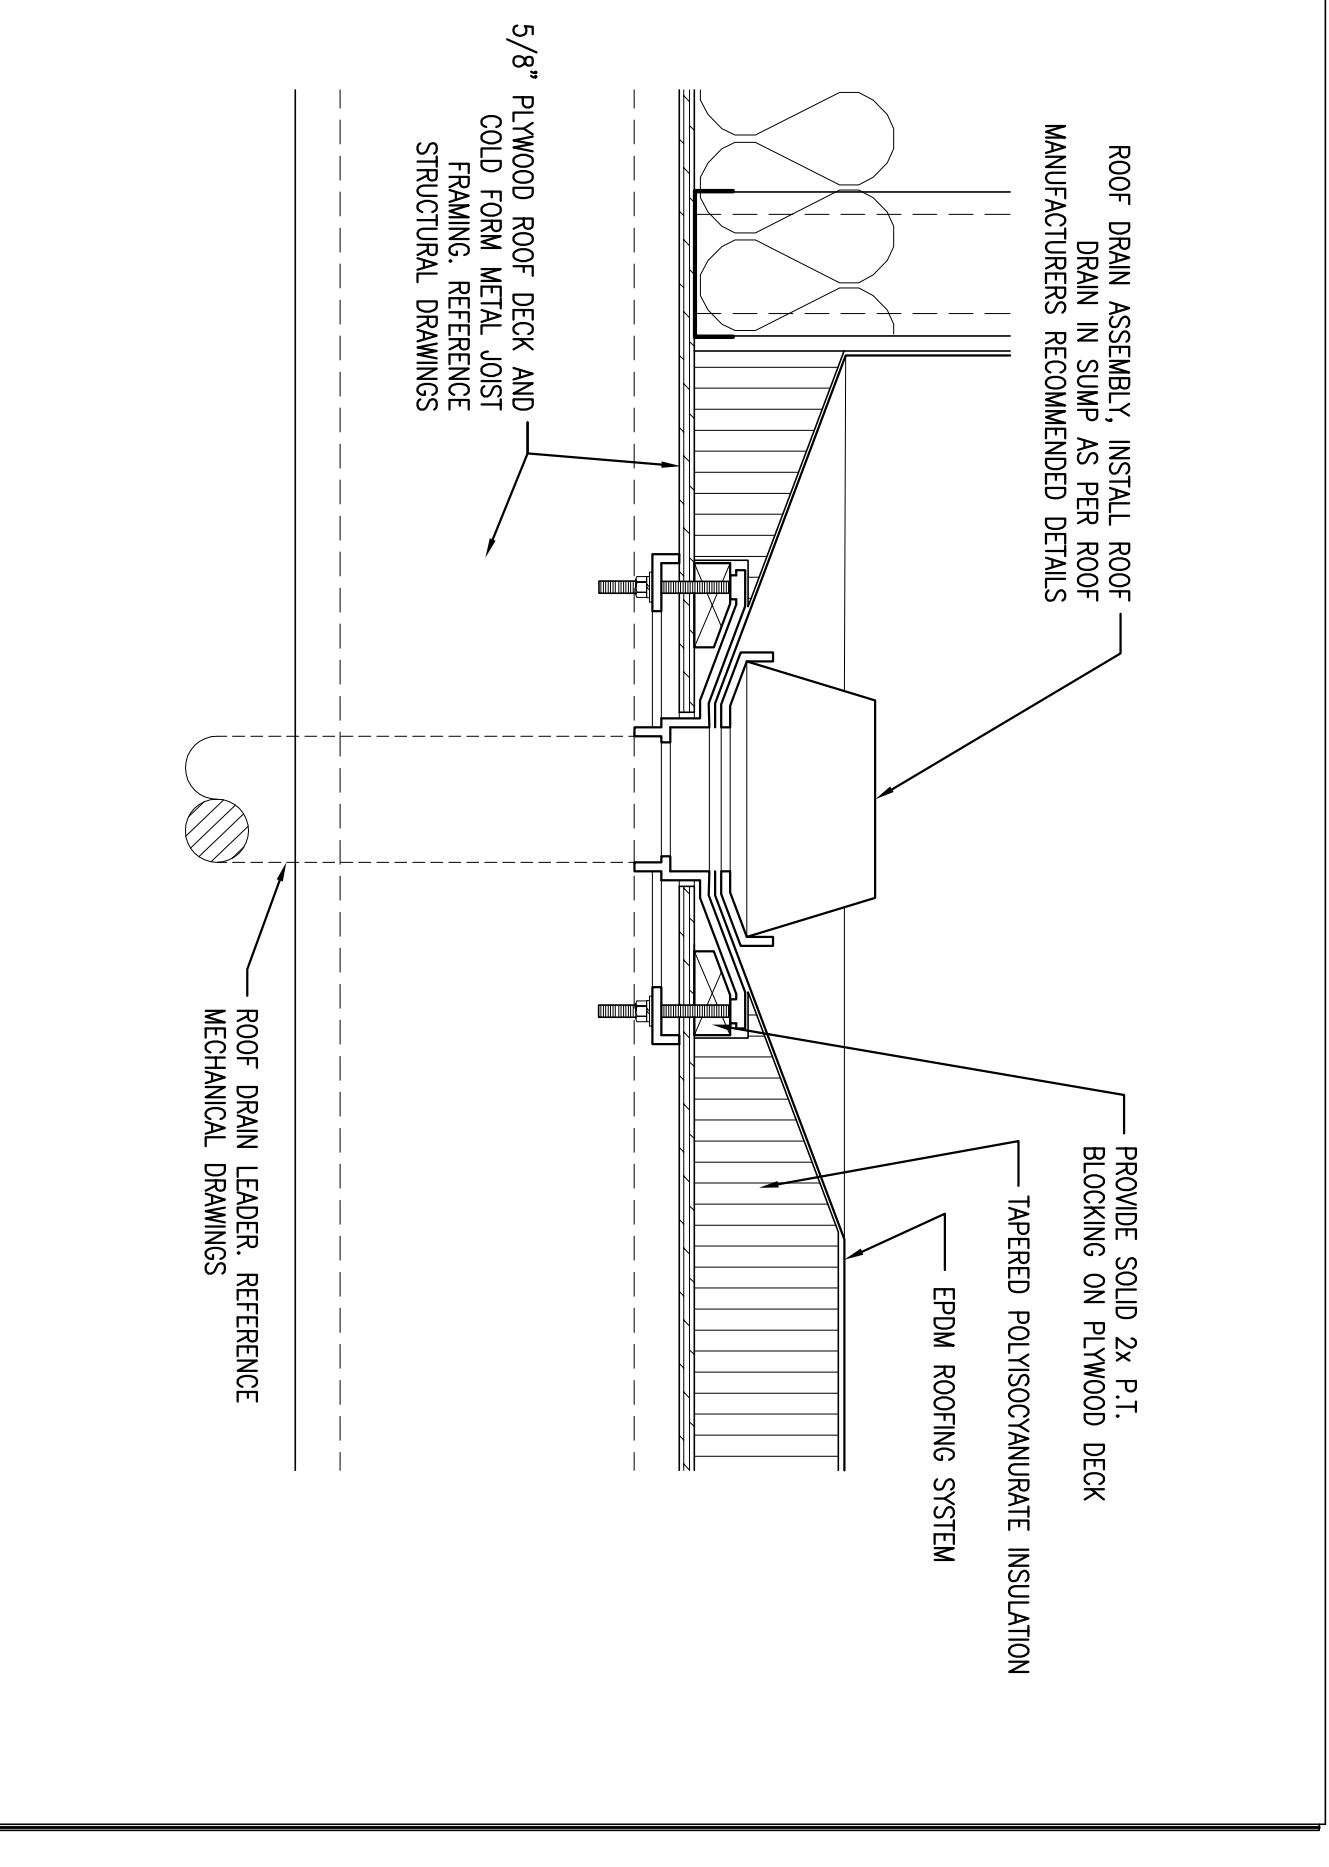 ROOF DRAIN ASSEMBLY, INSTALL ROOF
DRAIN IN SUMP AS PER ROOF
MANUFACTURERS RECOMMENDED DETAILS
PROVIDE SOLID 2x P.T.
BLOCKING ON PLYWOOD DECK
TAPERED POLYISOCYANURATE INSULATION
EPDM ROOFING SYSTEM
5/8" PLYWOOD ROOF DECK AND
COLD FORM METAL JOIST
FRAMING. REFERENCE
STRUCTURAL DRAWINGS
ROOF DRAIN LEADER. REFERENCE
MECHANICAL DRAWINGS